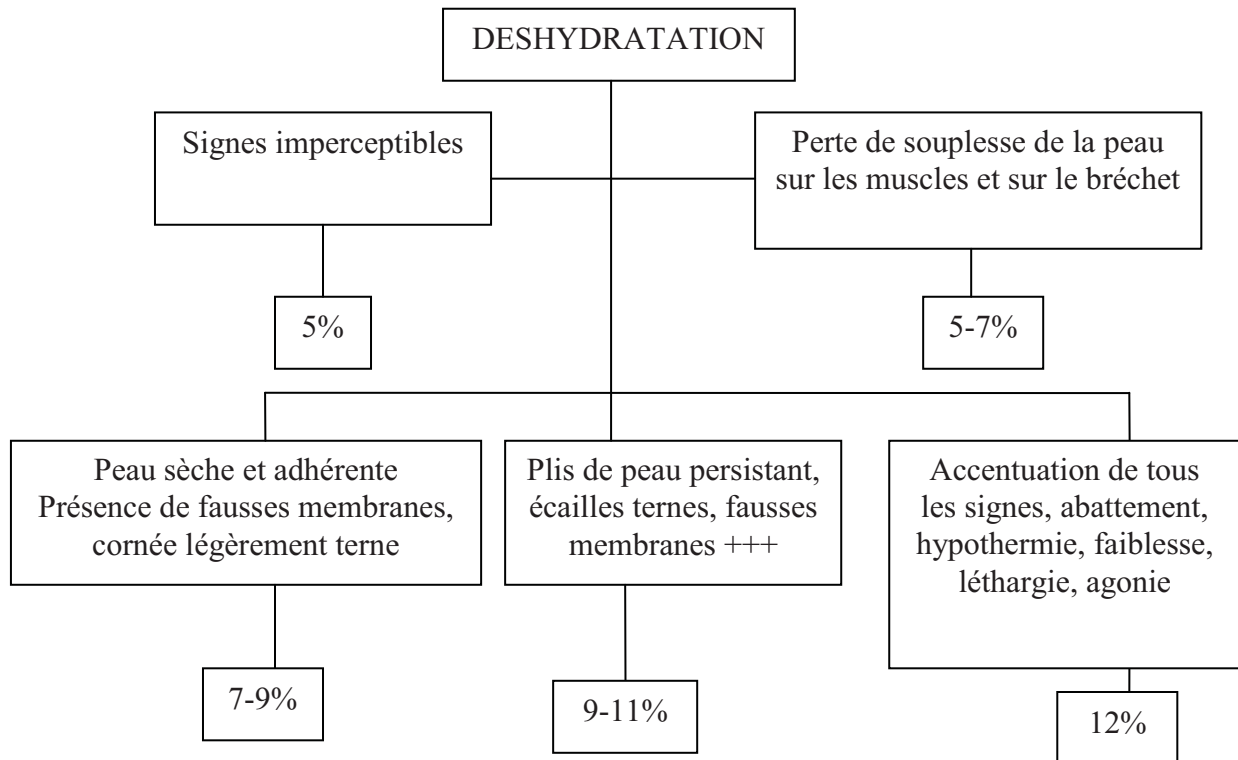 DESHYDRATATION
Signes imperceptibles
Perte de souplesse de la peau
sur les muscles et sur le bréchet
5%
5-7%
Peau sèche et adhérente
Présence de fausses membranes,
cornée légèrement terne
Plis de peau persistant,
écailles ternes, fausses
membranes +++
Accentuation de tous
les signes, abattement,
hypothermie, faiblesse,
léthargie, agonie
7-9%
9-11%
12%